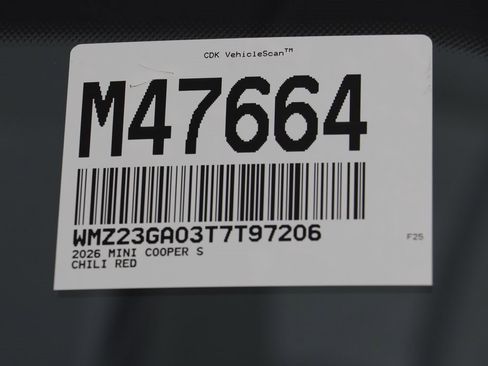 CDK VehicleScan™
M47664
WMZ23GA03T7T97206
F25
2026 MINI COOPER S
CHILI RED